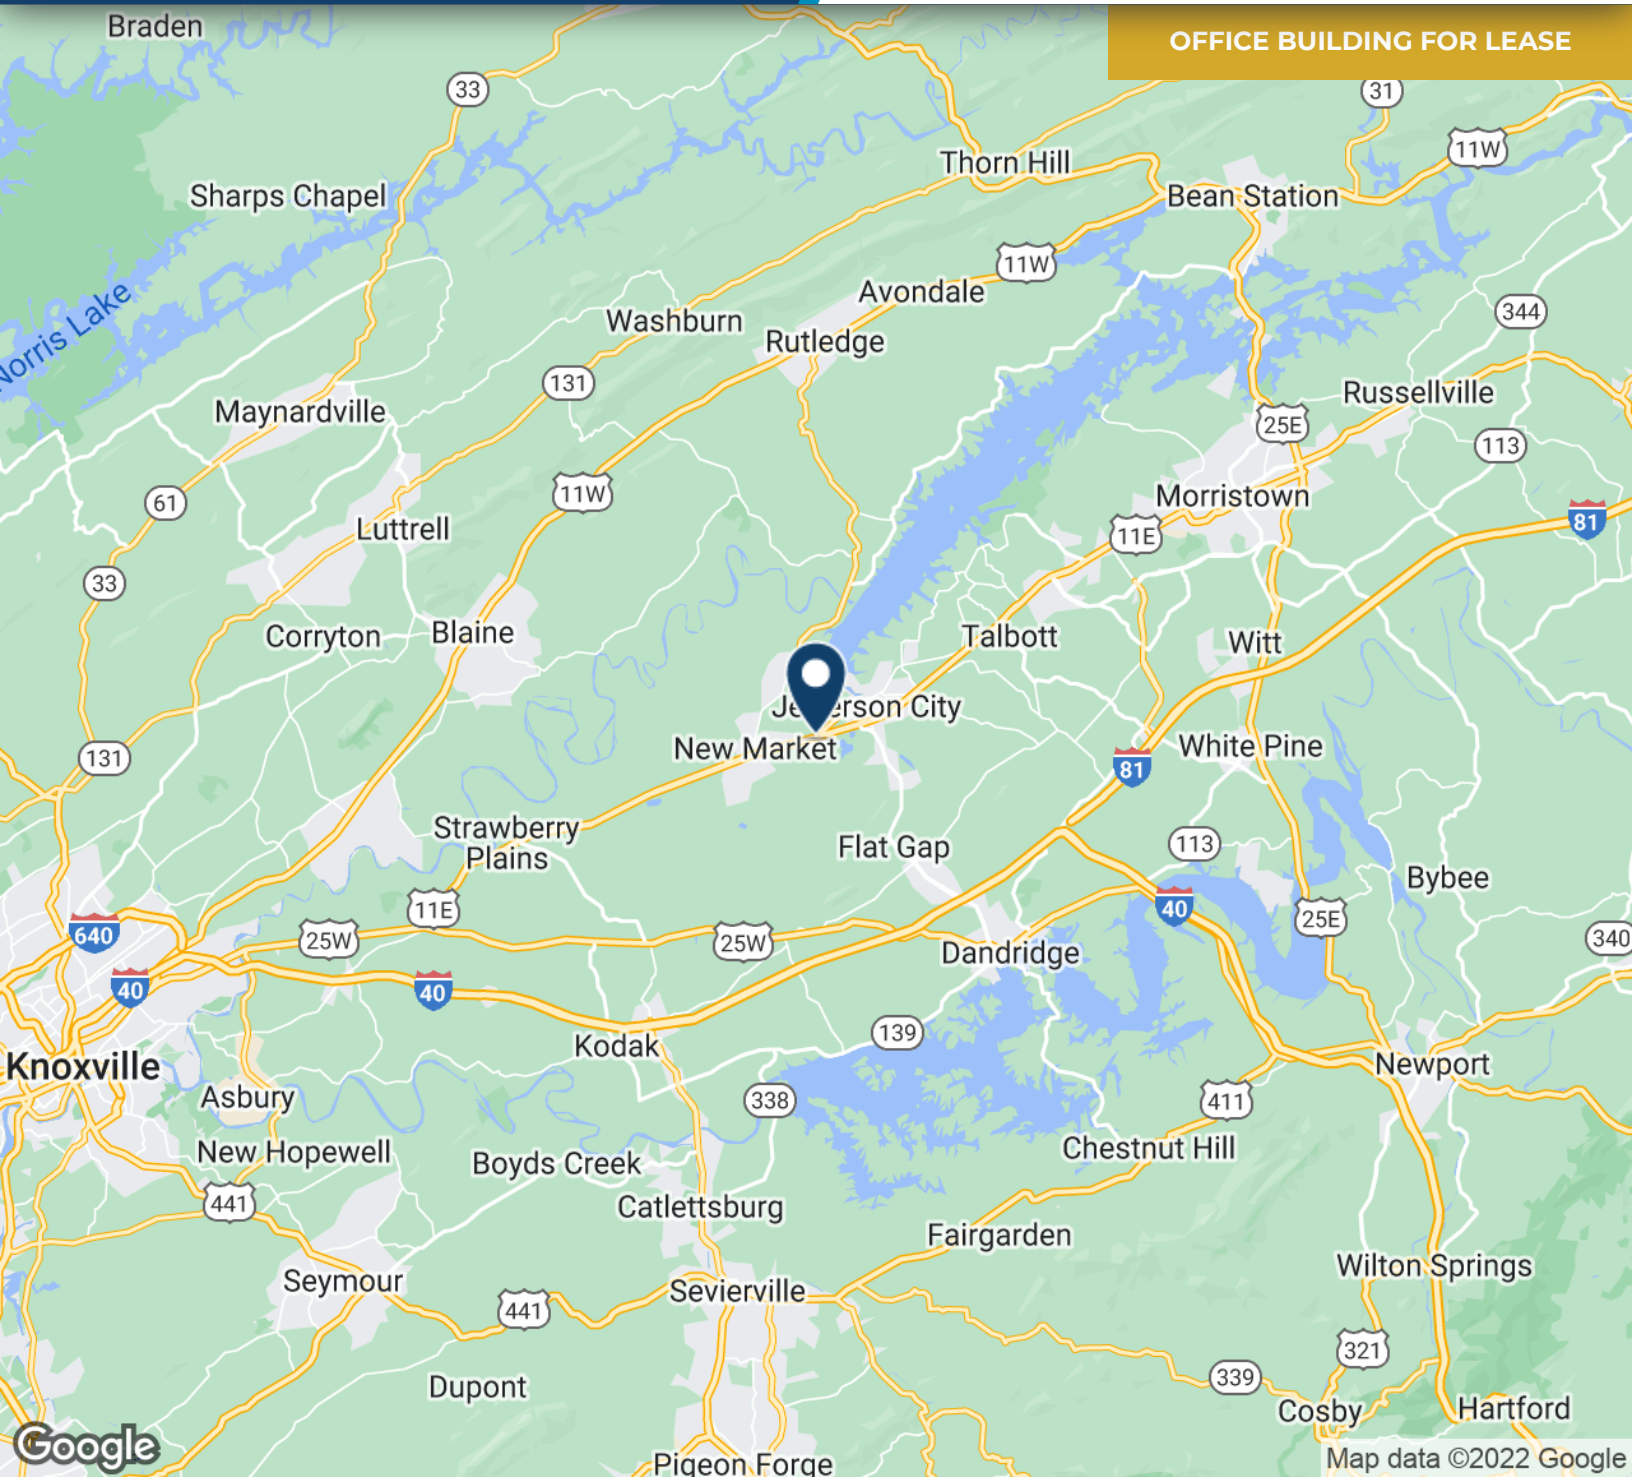 OFFICE BUILDING FOR LEASE
Braden
33
31
11W
Thorn Hill
Sharps Chapel
Bean Station
11W
Norris Lake
Avondale
Washburn
344
Rutledge
131
Russellville
Maynardville
25E
113
11W
Morristown
61
81
Luttrell
11E
33
Corryton
Blaine
Talbott
Witt
Jefferson City
New Market
White Pine
131
81
Strawberry
Plains
Flat Gap
113
Bybee
11E
40
25E
640
25W
25W
340
Dandridge
40
40
139
Kodak
Knoxville
Newport
Asbury
338
411
New Hopewell
Chestnut Hill
Boyds Creek
441
Catlettsburg
Fairgarden
Wilton Springs
Seymour
Sevierville
441
321
339
Dupont
Cosby
Hartford
Google
Pigeon Forge
Map data ©2022 Google